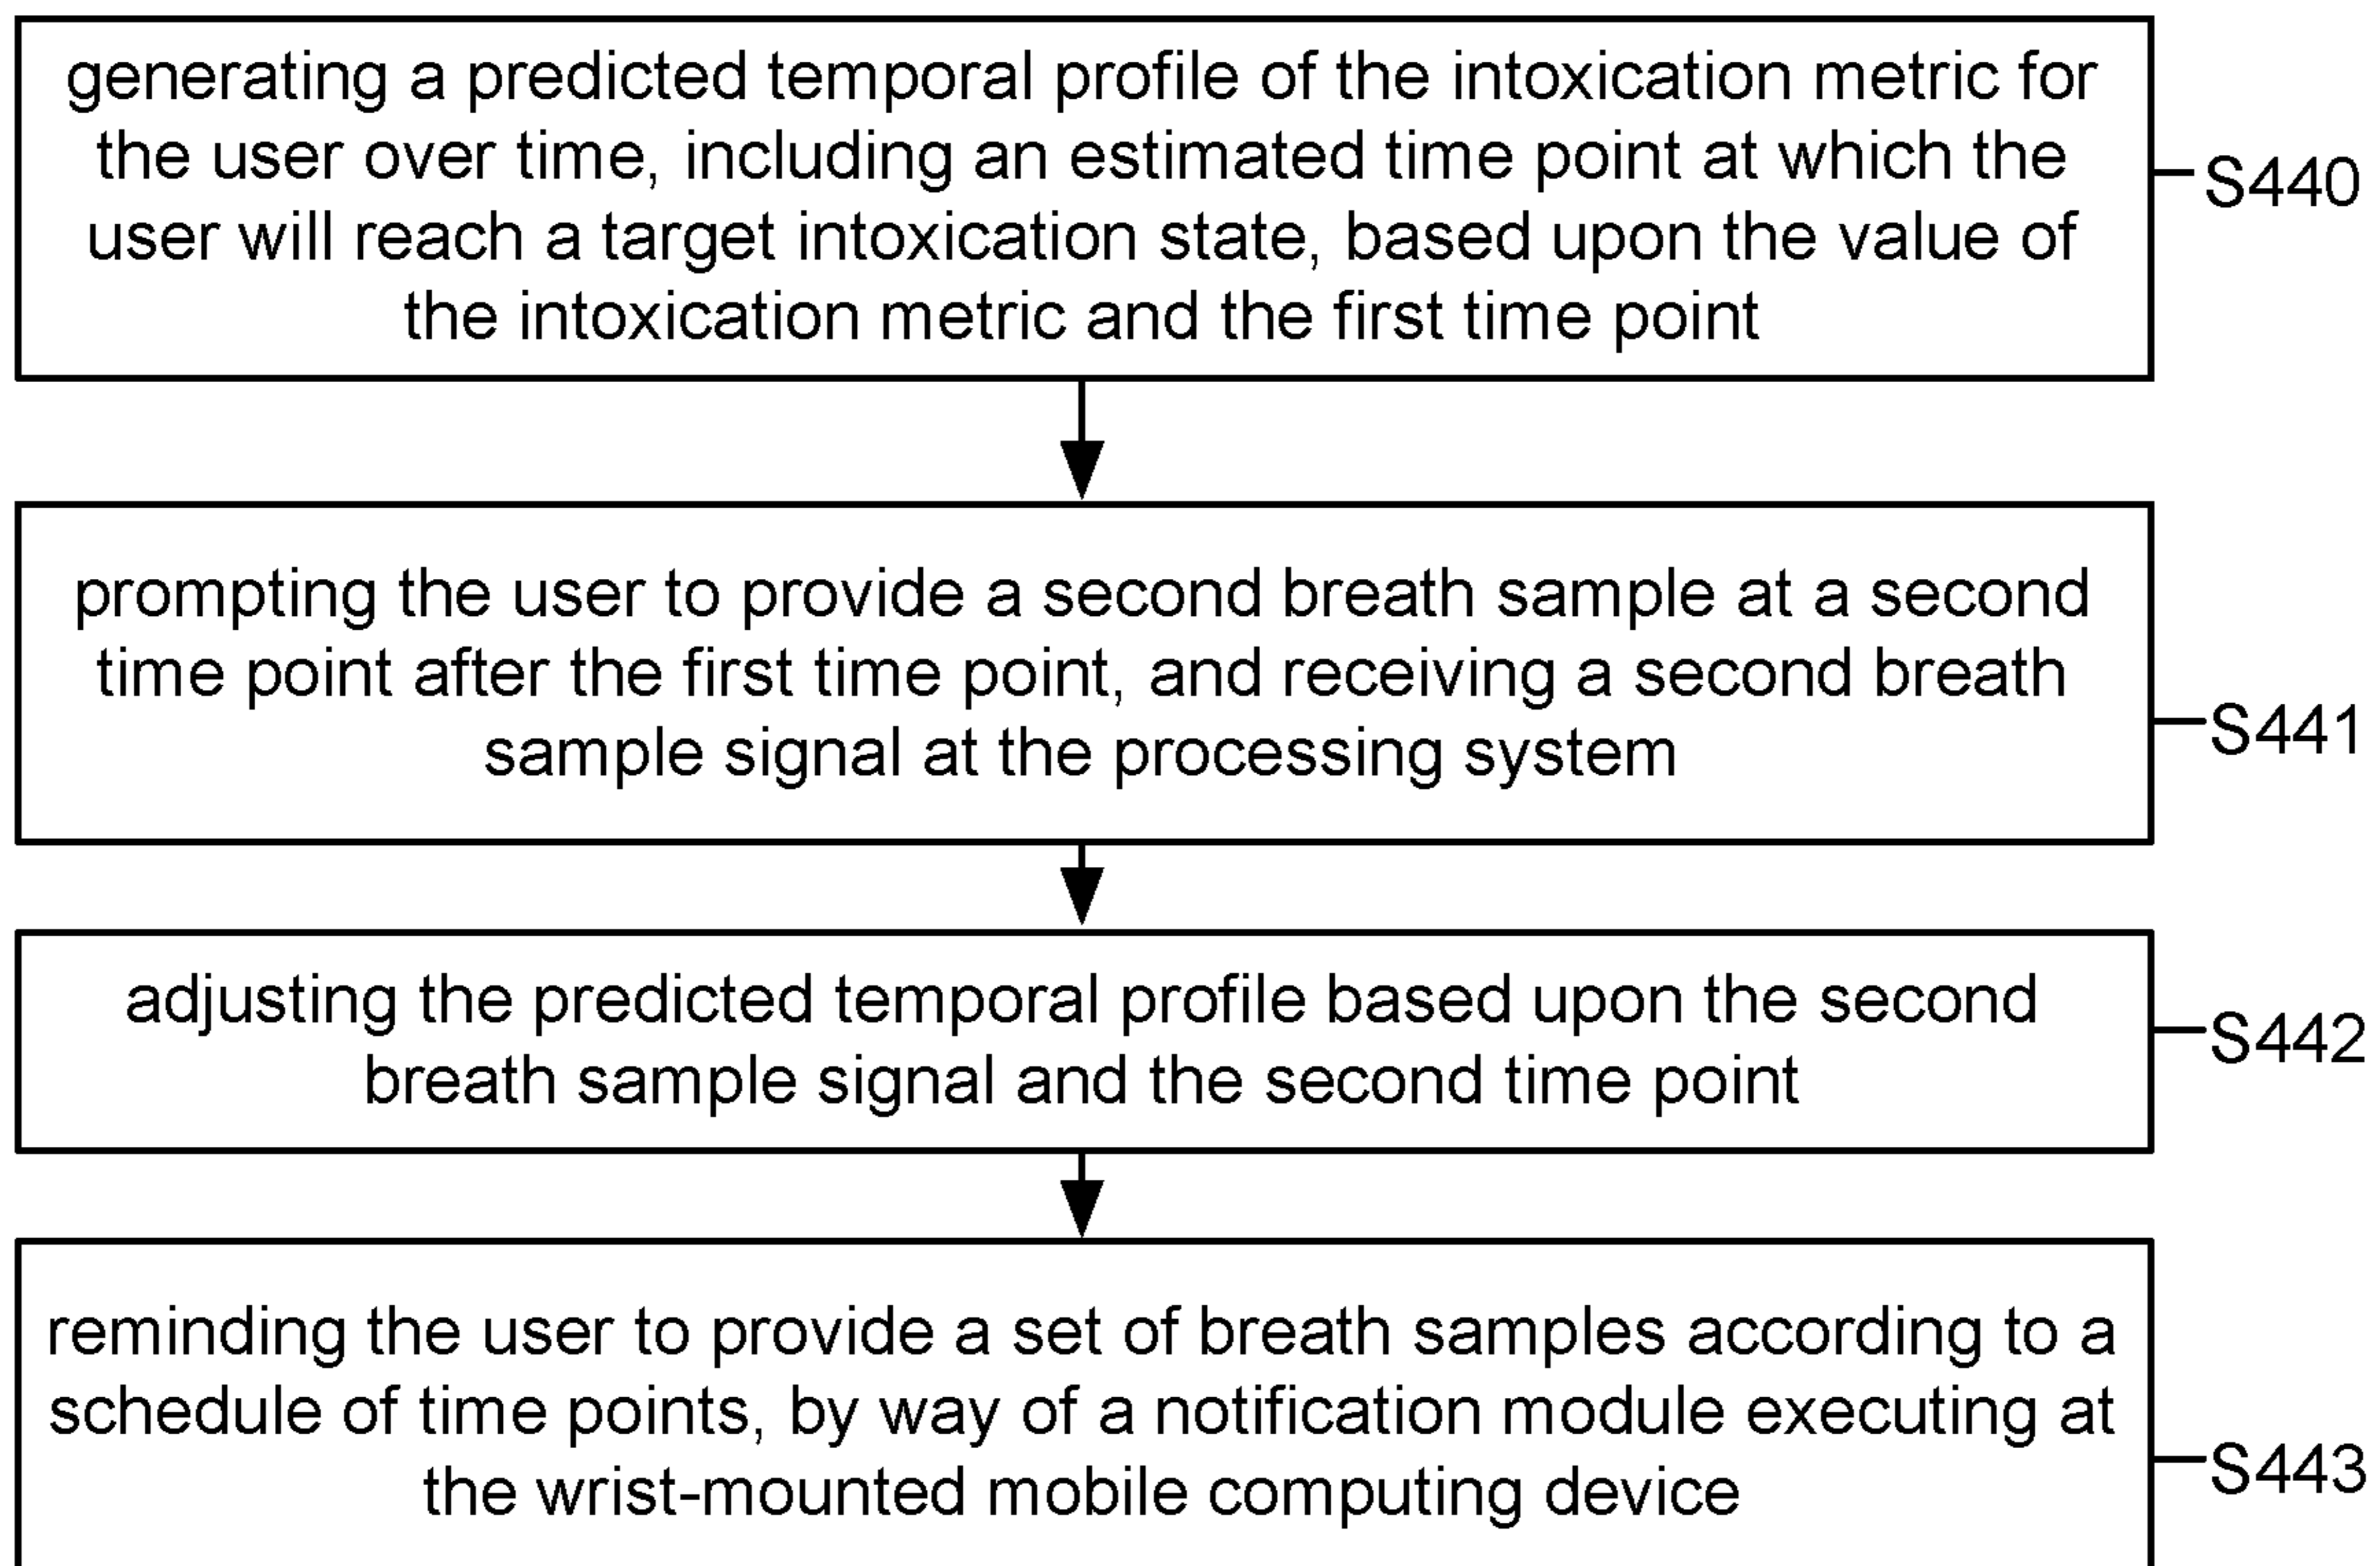 generating a predicted temporal profile of the intoxication metric for
the user over time, including an estimated time point at which the
user will reach a target intoxication state, based upon the value of
the intoxication metric and the first time point
S440
prompting the user to provide a second breath sample at a second
time point after the first time point, and receiving a second breath
sample signal at the processing system
S441
adjusting the predicted temporal profile based upon the second
breath sample signal and the second time point
S442
reminding the user to provide a set of breath samples according to a
schedule of time points, by way of a notification module executing at
the wrist-mounted mobile computing device
S443